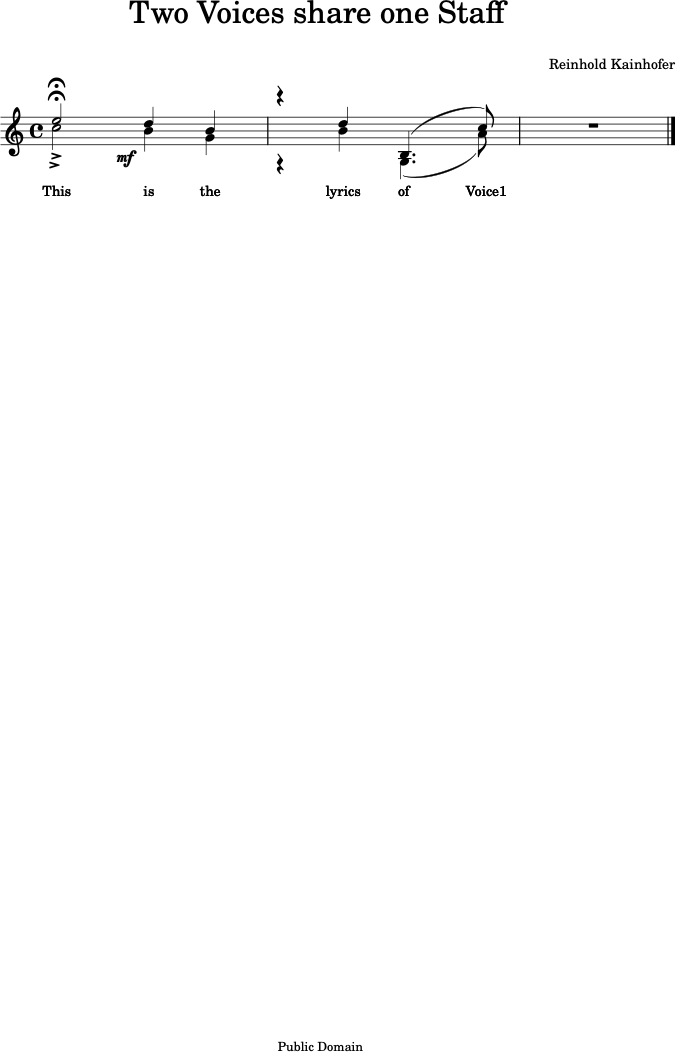 Two Voices share one Staff
Reinhold Kainhofer
mf
This is the lyrics of Voice1
Public Domain